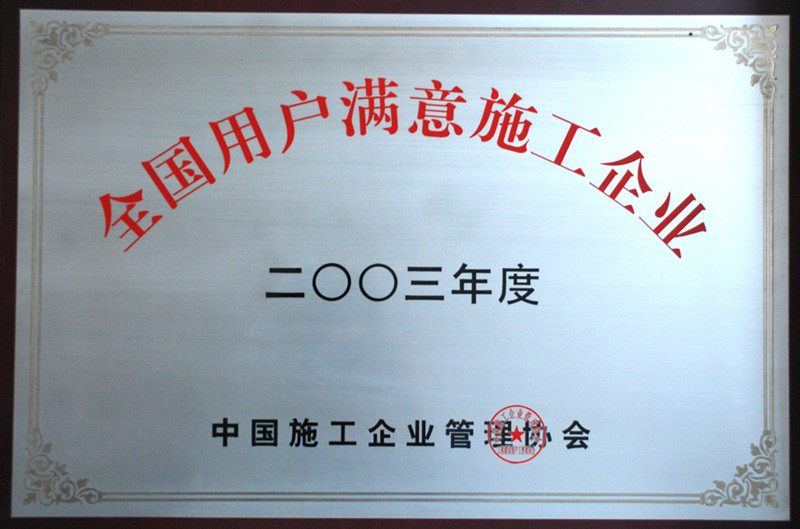 全国用户满意施工企业
二〇〇三年度
中国施工企业管理协会